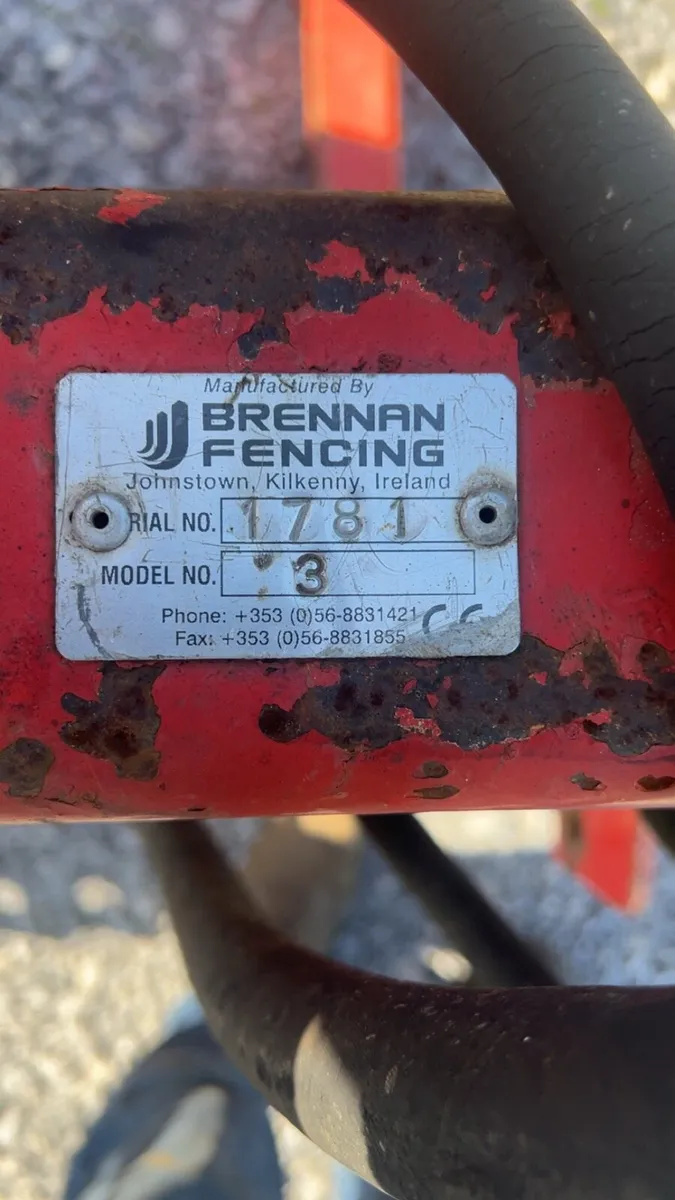 Manufactured By
BRENNAN
FENCING
Johnstown, Kilkenny, Ireland
RIAL NO. 1781
MODEL NO. 3
Phone: +353 (0)56-8831421
Fax: +353 (0)56-8831855
CE